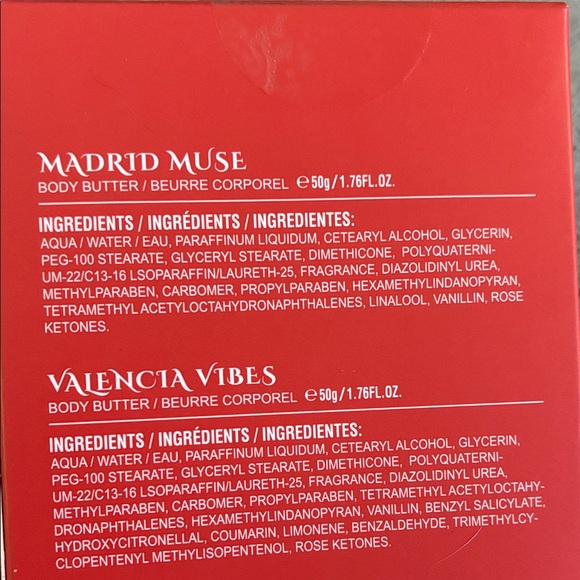 MADRID MUSE
BODY BUTTER / BEURRE CORPOREL ℮50g/1.76FL.OZ.
INGREDIENTS / INGRÉDIENTS / INGREDIENTES:
AQUA / WATER / EAU, PARAFFINUM LIQUIDUM, CETEARYL ALCOHOL, GLYCERIN,
PEG-100 STEARATE, GLYCERYL STEARATE, DIMETHICONE, POLYQUATERNI-
UM-22/C13-16 LSOPARAFFIN/LAURETH-25, FRAGRANCE, DIAZOLIDINYL UREA,
METHYLPARABEN, CARBOMER, PROPYLPARABEN, HEXAMETHYLINDANOPYRAN,
TETRAMETHYL ACETYLOCTAHYDRONAPHTHALENES, LINALOOL, VANILLIN, ROSE
KETONES.
VALENCIA VIBES
BODY BUTTER / BEURRE CORPOREL ℮50g/1.76FL.OZ.
INGREDIENTS / INGRÉDIENTS / INGREDIENTES:
AQUA / WATER / EAU, PARAFFINUM LIQUIDUM, CETEARYL ALCOHOL, GLYCERIN,
PEG-100 STEARATE, GLYCERYL STEARATE, DIMETHICONE, POLYQUATERNI-
UM-22/C13-16 LSOPARAFFIN/LAURETH-25, FRAGRANCE, DIAZOLIDINYL UREA,
METHYLPARABEN, CARBOMER, PROPYLPARABEN, TETRAMETHYL ACETYLOCTAHY-
DRONAPHTHALENES, HEXAMETHYLINDANOPYRAN, VANILLIN, BENZYL SALICYLATE,
HYDROXYCITRONELLAL, COUMARIN, LIMONENE, BENZALDEHYDE, TRIMETHYLCY-
CLOPENTENYL METHYLISOPENTENOL, ROSE KETONES.